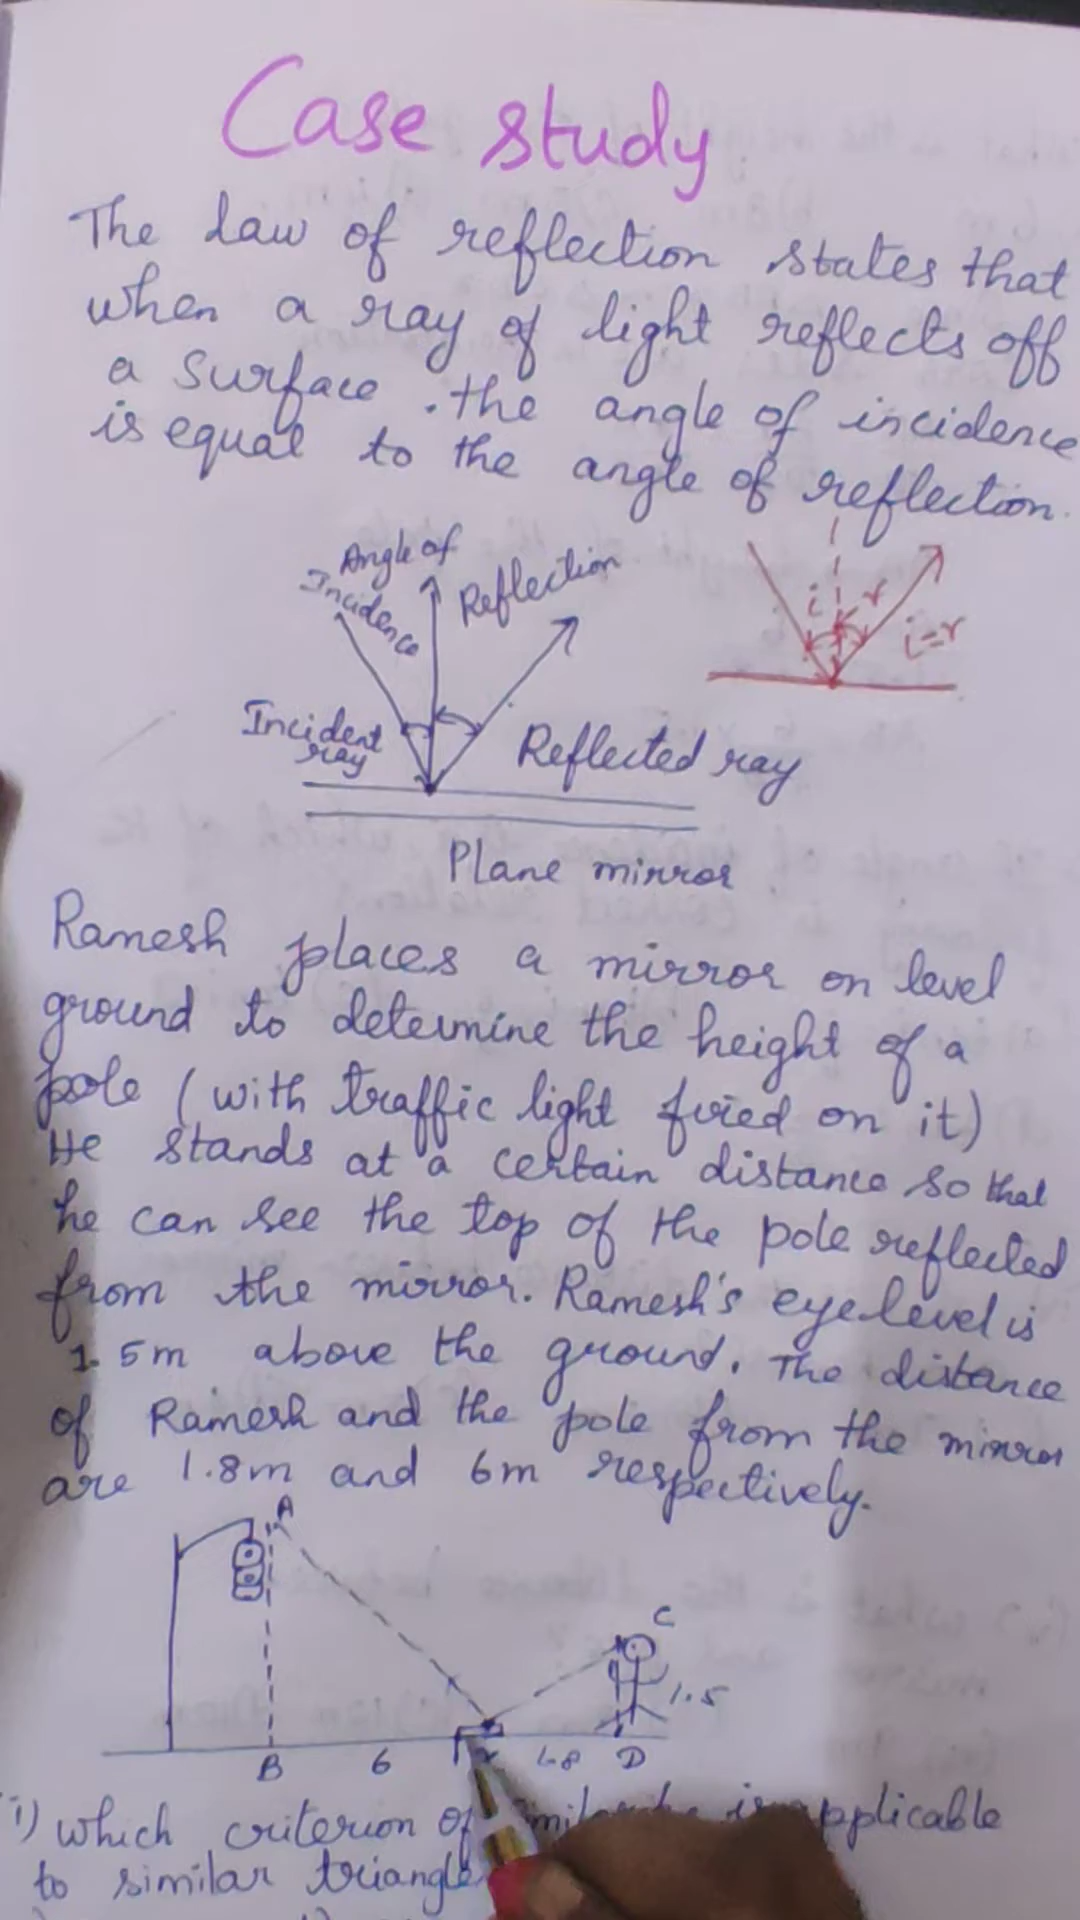 Case study
The law of reflection states that
when a ray of light reflects off
a surface . the angle of incidence
is equal to the angle of reflection.
Angle of
Incidence
Reflection
i r
i=r
Incident
ray
Reflected ray
Plane mirror
Ramesh places a mirror on level
ground to determine the height of a
pole (with traffic light fixed on it)
He stands at a certain distance so that
he can see the top of the pole reflected
from the mirror. Ramesh's eye level is
1.5m above the ground. The distance
of Ramesh and the pole from the mirror
are 1.8m and 6m respectively.
A
C
1.5
B 6 1.8 D
i) which criterion of is applicable
to similar triangle